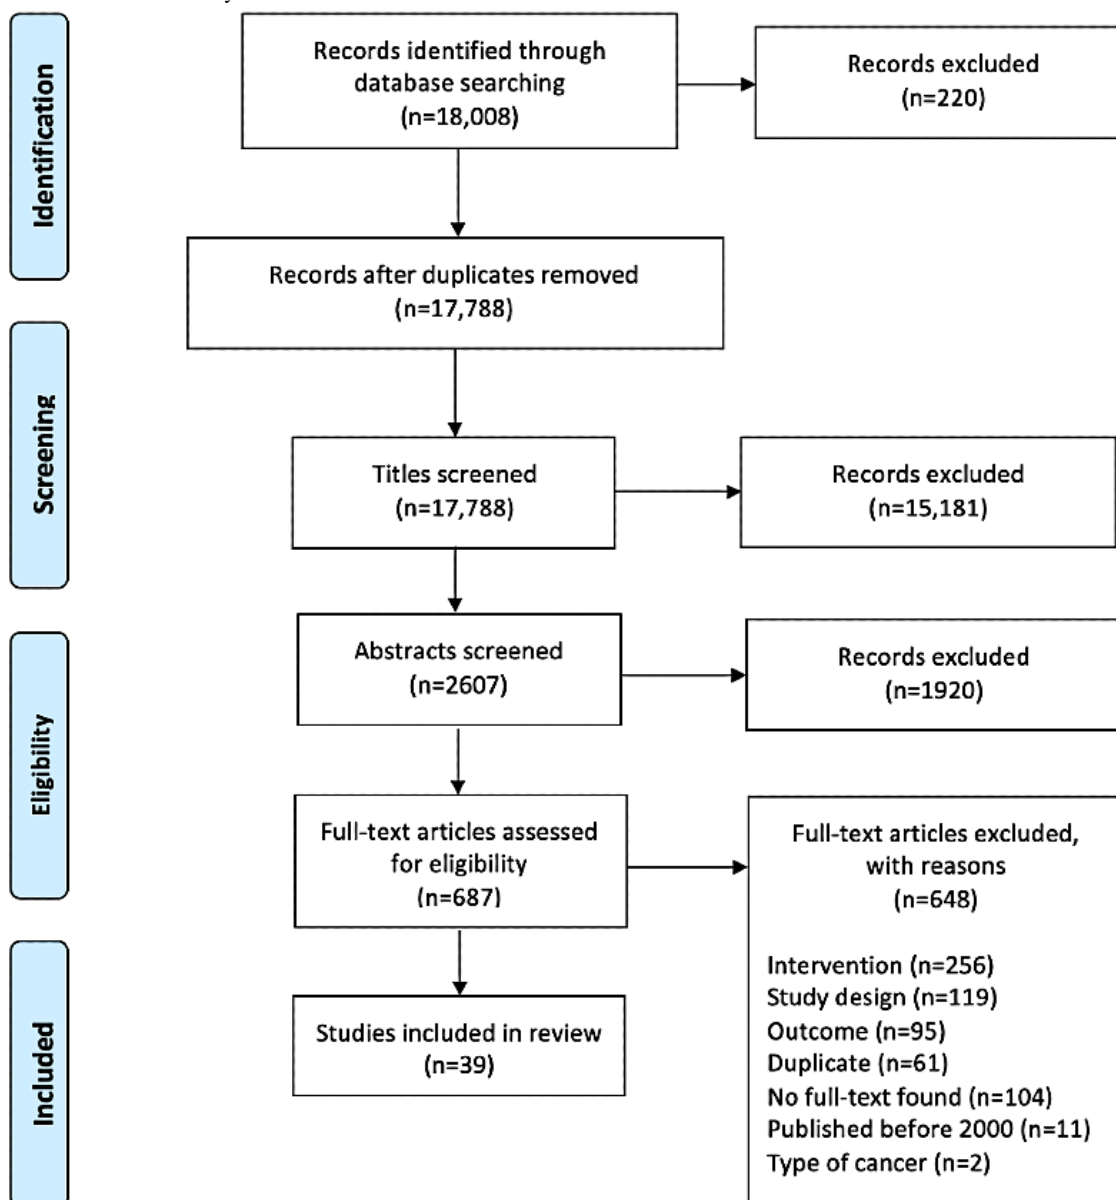 Identification
Records identified through
database searching
(n=18,008)
Records excluded
(n=220)
Records after duplicates removed
(n=17,788)
Screening
Titles screened
(n=17,788)
Records excluded
(n=15,181)
Eligibility
Abstracts screened
(n=2607)
Records excluded
(n=1920)
Full-text articles assessed
for eligibility
(n=687)
Full-text articles excluded,
with reasons
(n=648)
Intervention (n=256)
Study design (n=119)
Outcome (n=95)
Duplicate (n=61)
No full-text found (n=104)
Published before 2000 (n=11)
Type of cancer (n=2)
Included
Studies included in review
(n=39)